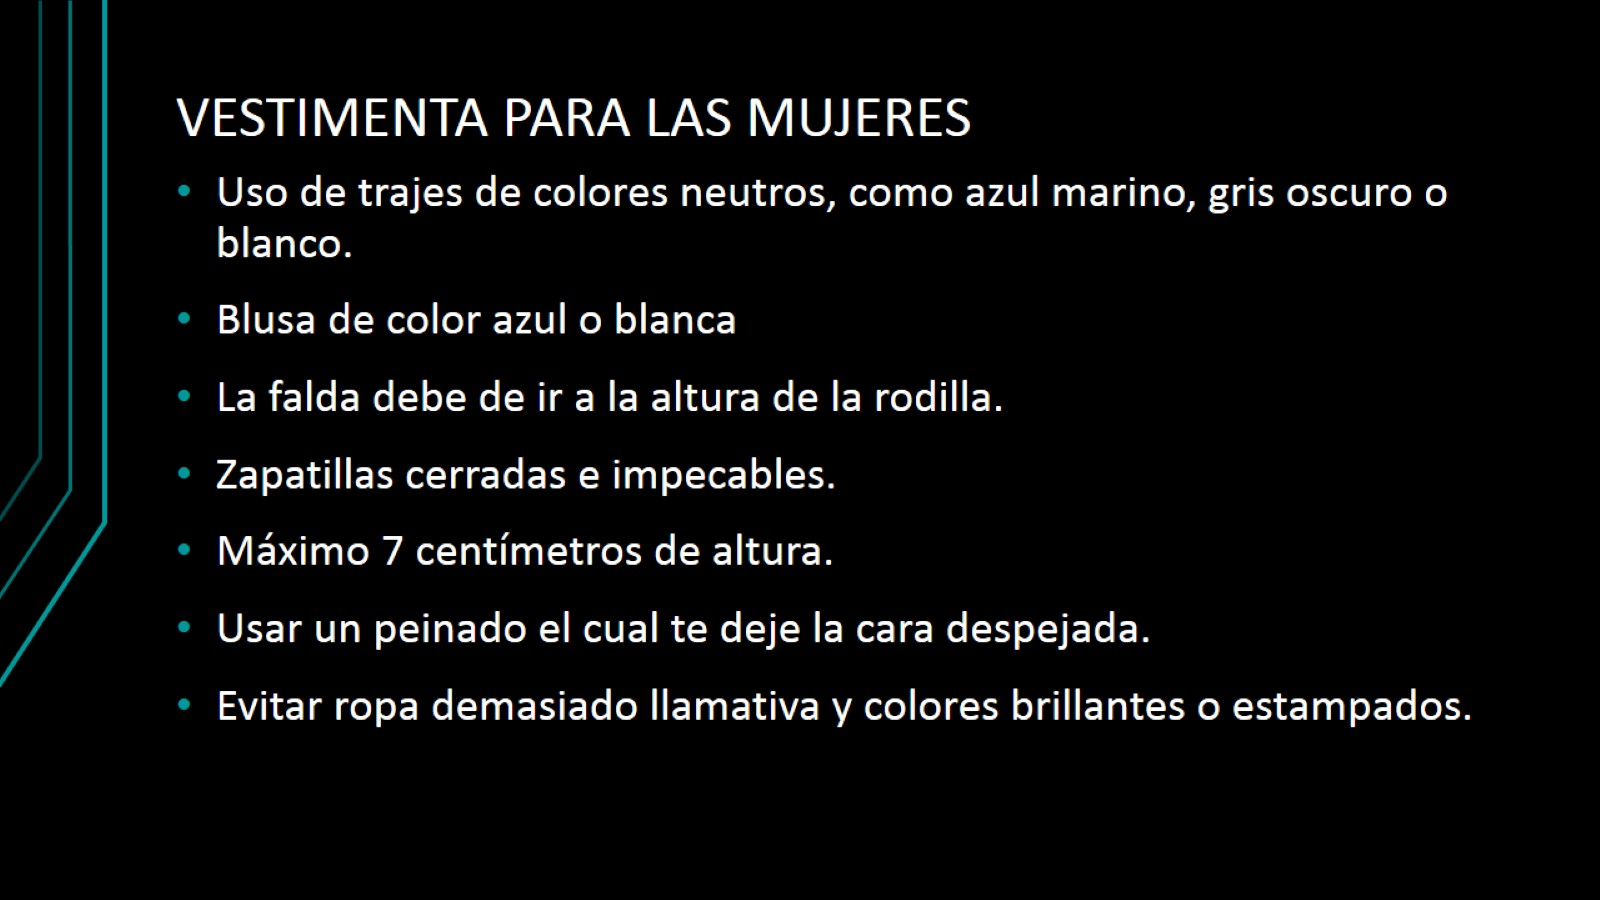 VESTIMENTA PARA LAS MUJERES
• Uso de trajes de colores neutros, como azul marino, gris oscuro o
blanco.
• Blusa de color azul o blanca
• La falda debe de ir a la altura de la rodilla.
• Zapatillas cerradas e impecables.
• Máximo 7 centímetros de altura.
• Usar un peinado el cual te deje la cara despejada.
• Evitar ropa demasiado llamativa y colores brillantes o estampados.